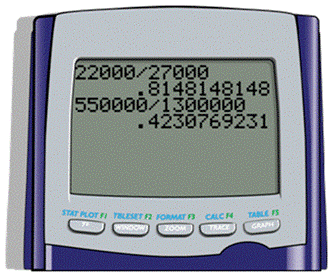 22000/27000
.8148148148
550000/1300000
.4230769231
STAT PLOT F1 TBLSET F2 FORMAT F3 CALC F4 TABLE F5
Y= WINDOW ZOOM TRACE GRAPH